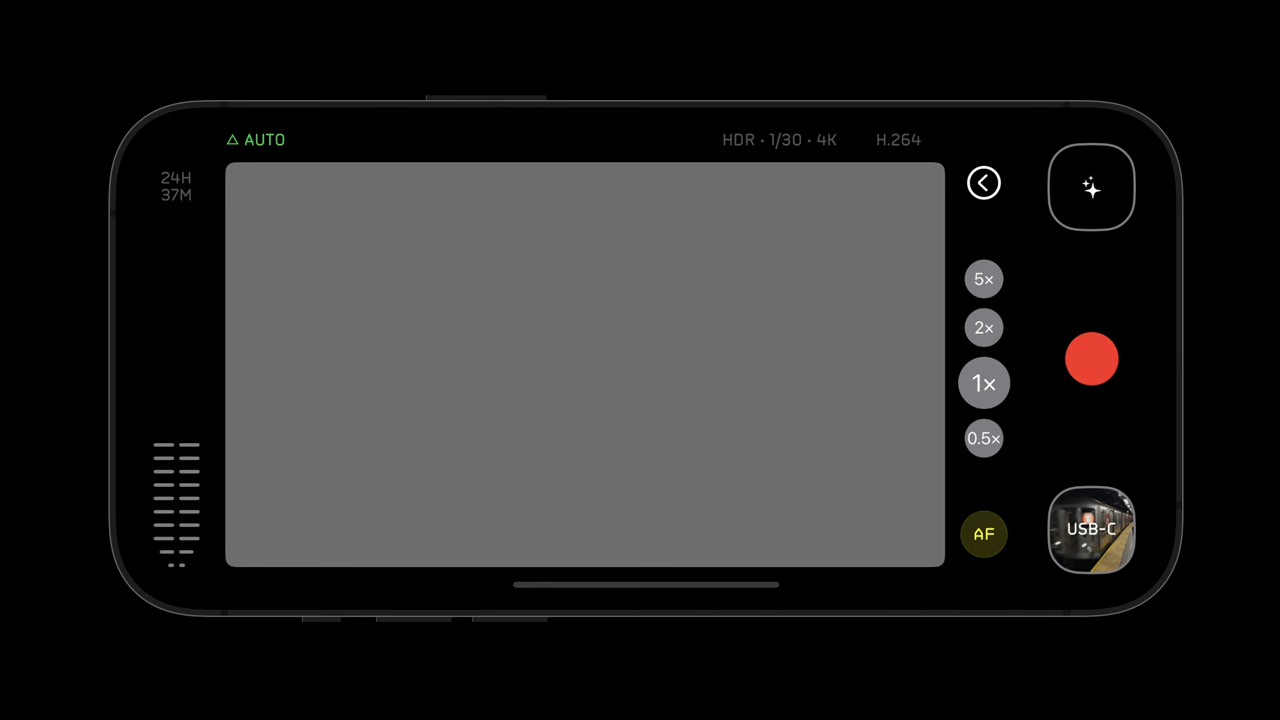 △ AUTO
HDR · 1/30 · 4K
H.264
24H
37M
5×
2×
1×
0.5×
AF
USB-C